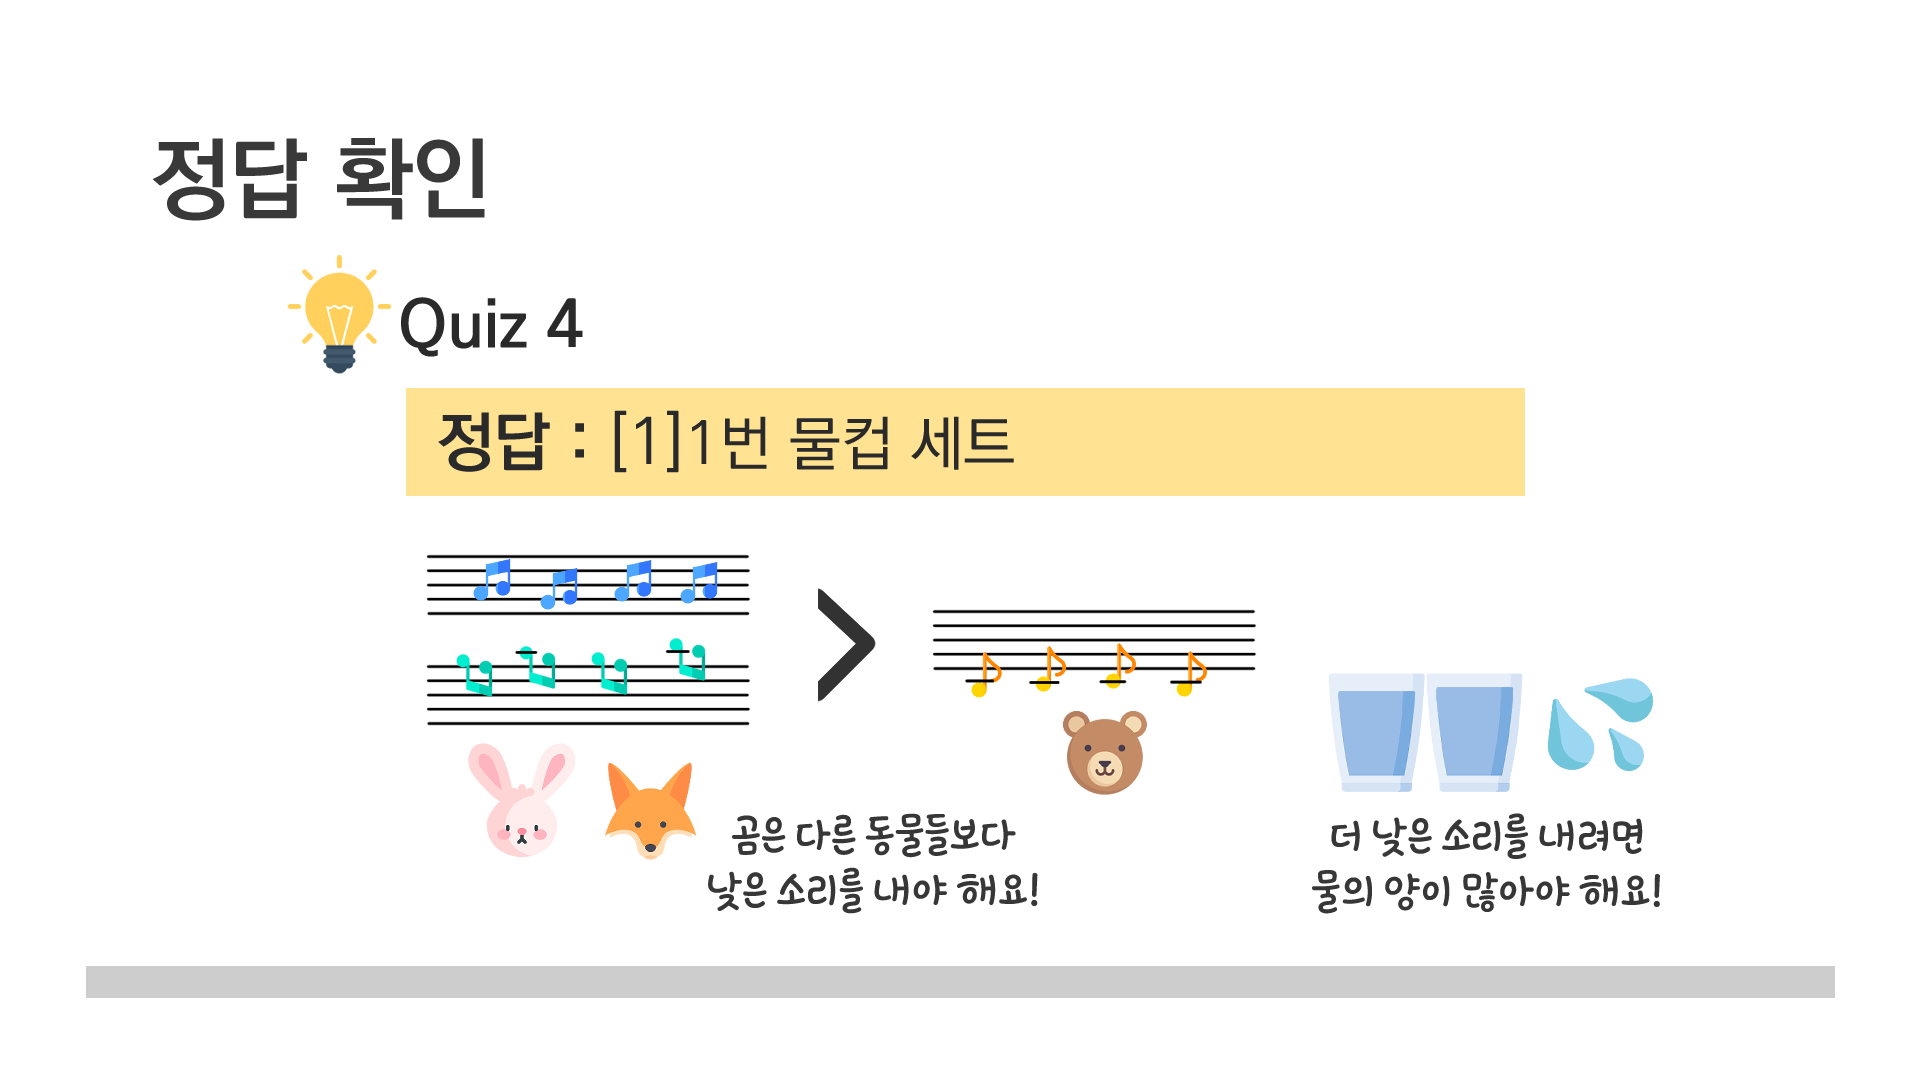 정답 확인
Quiz 4
정답 : [1]1번 물컵 세트
곰은 다른 동물들보다
낮은 소리를 내야 해요!
더 낮은 소리를 내려면
물의 양이 많아야 해요!